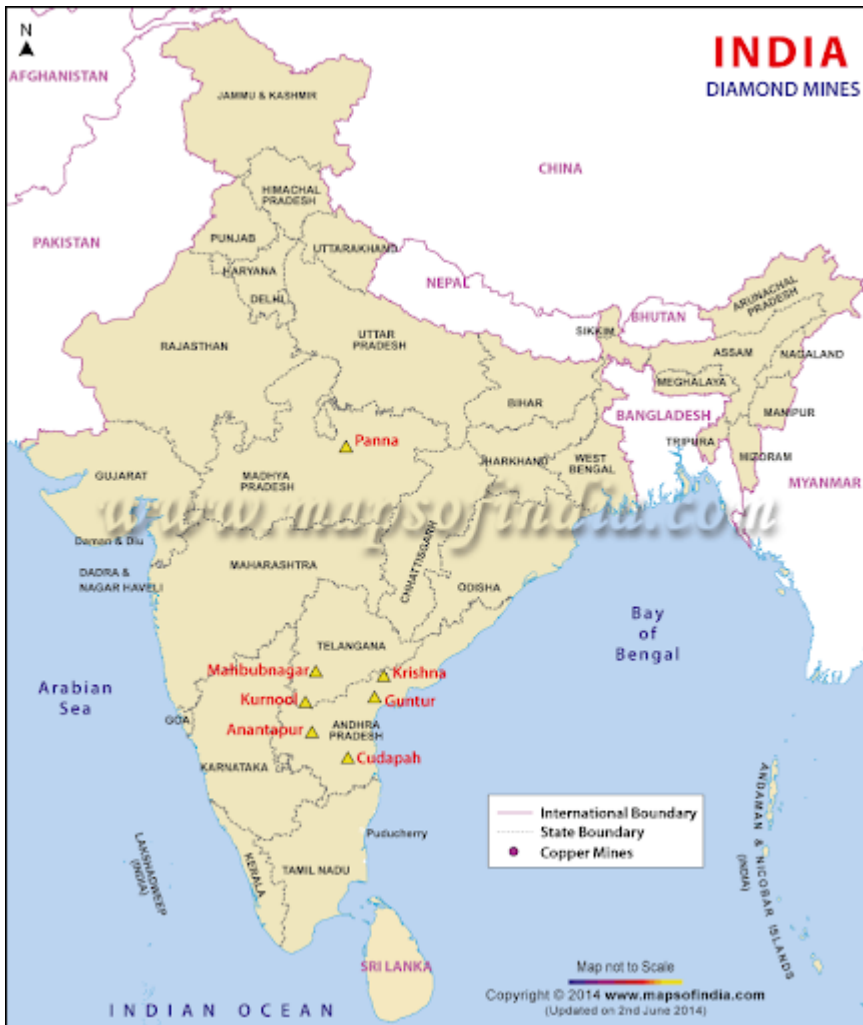 N
INDIA
DIAMOND MINES
AFGHANISTAN
JAMMU & KASHMIR
CHINA
HIMACHAL
PRADESH
PAKISTAN
PUNJAB
UTTARAKHAND
HARYANA
DELHI
NEPAL
BHUTAN
ARUNACHAL
PRADESH
SIKKIM
RAJASTHAN
UTTAR
PRADESH
ASSAM
NAGALAND
MEGHALAYA
BIHAR
BANGLADESH
MANIPUR
Panna
TRIPURA
MIZORAM
GUJARAT
MADHYA
PRADESH
JHARKHAND
WEST
BENGAL
MYANMAR
www.mapsofindia.com
Daman & Diu
DADRA &
NAGAR HAVELI
MAHARASHTRA
CHHATTISGARH
ODISHA
Bay
of
Bengal
TELANGANA
Mahbubnagar
Krishna
Arabian
Sea
Kurnool
Guntur
GOA
Anantapur
ANDHRA
PRADESH
Cudapah
KARNATAKA
International Boundary
State Boundary
Copper Mines
Puducherry
LAKSHADWEEP
(INDIA)
KERALA
TAMIL NADU
ANDAMAN & NICOBAR ISLANDS
(INDIA)
SRI LANKA
Map not to Scale
Copyright © 2014 www.mapsofindia.com
(Updated on 2nd June 2014)
INDIAN OCEAN